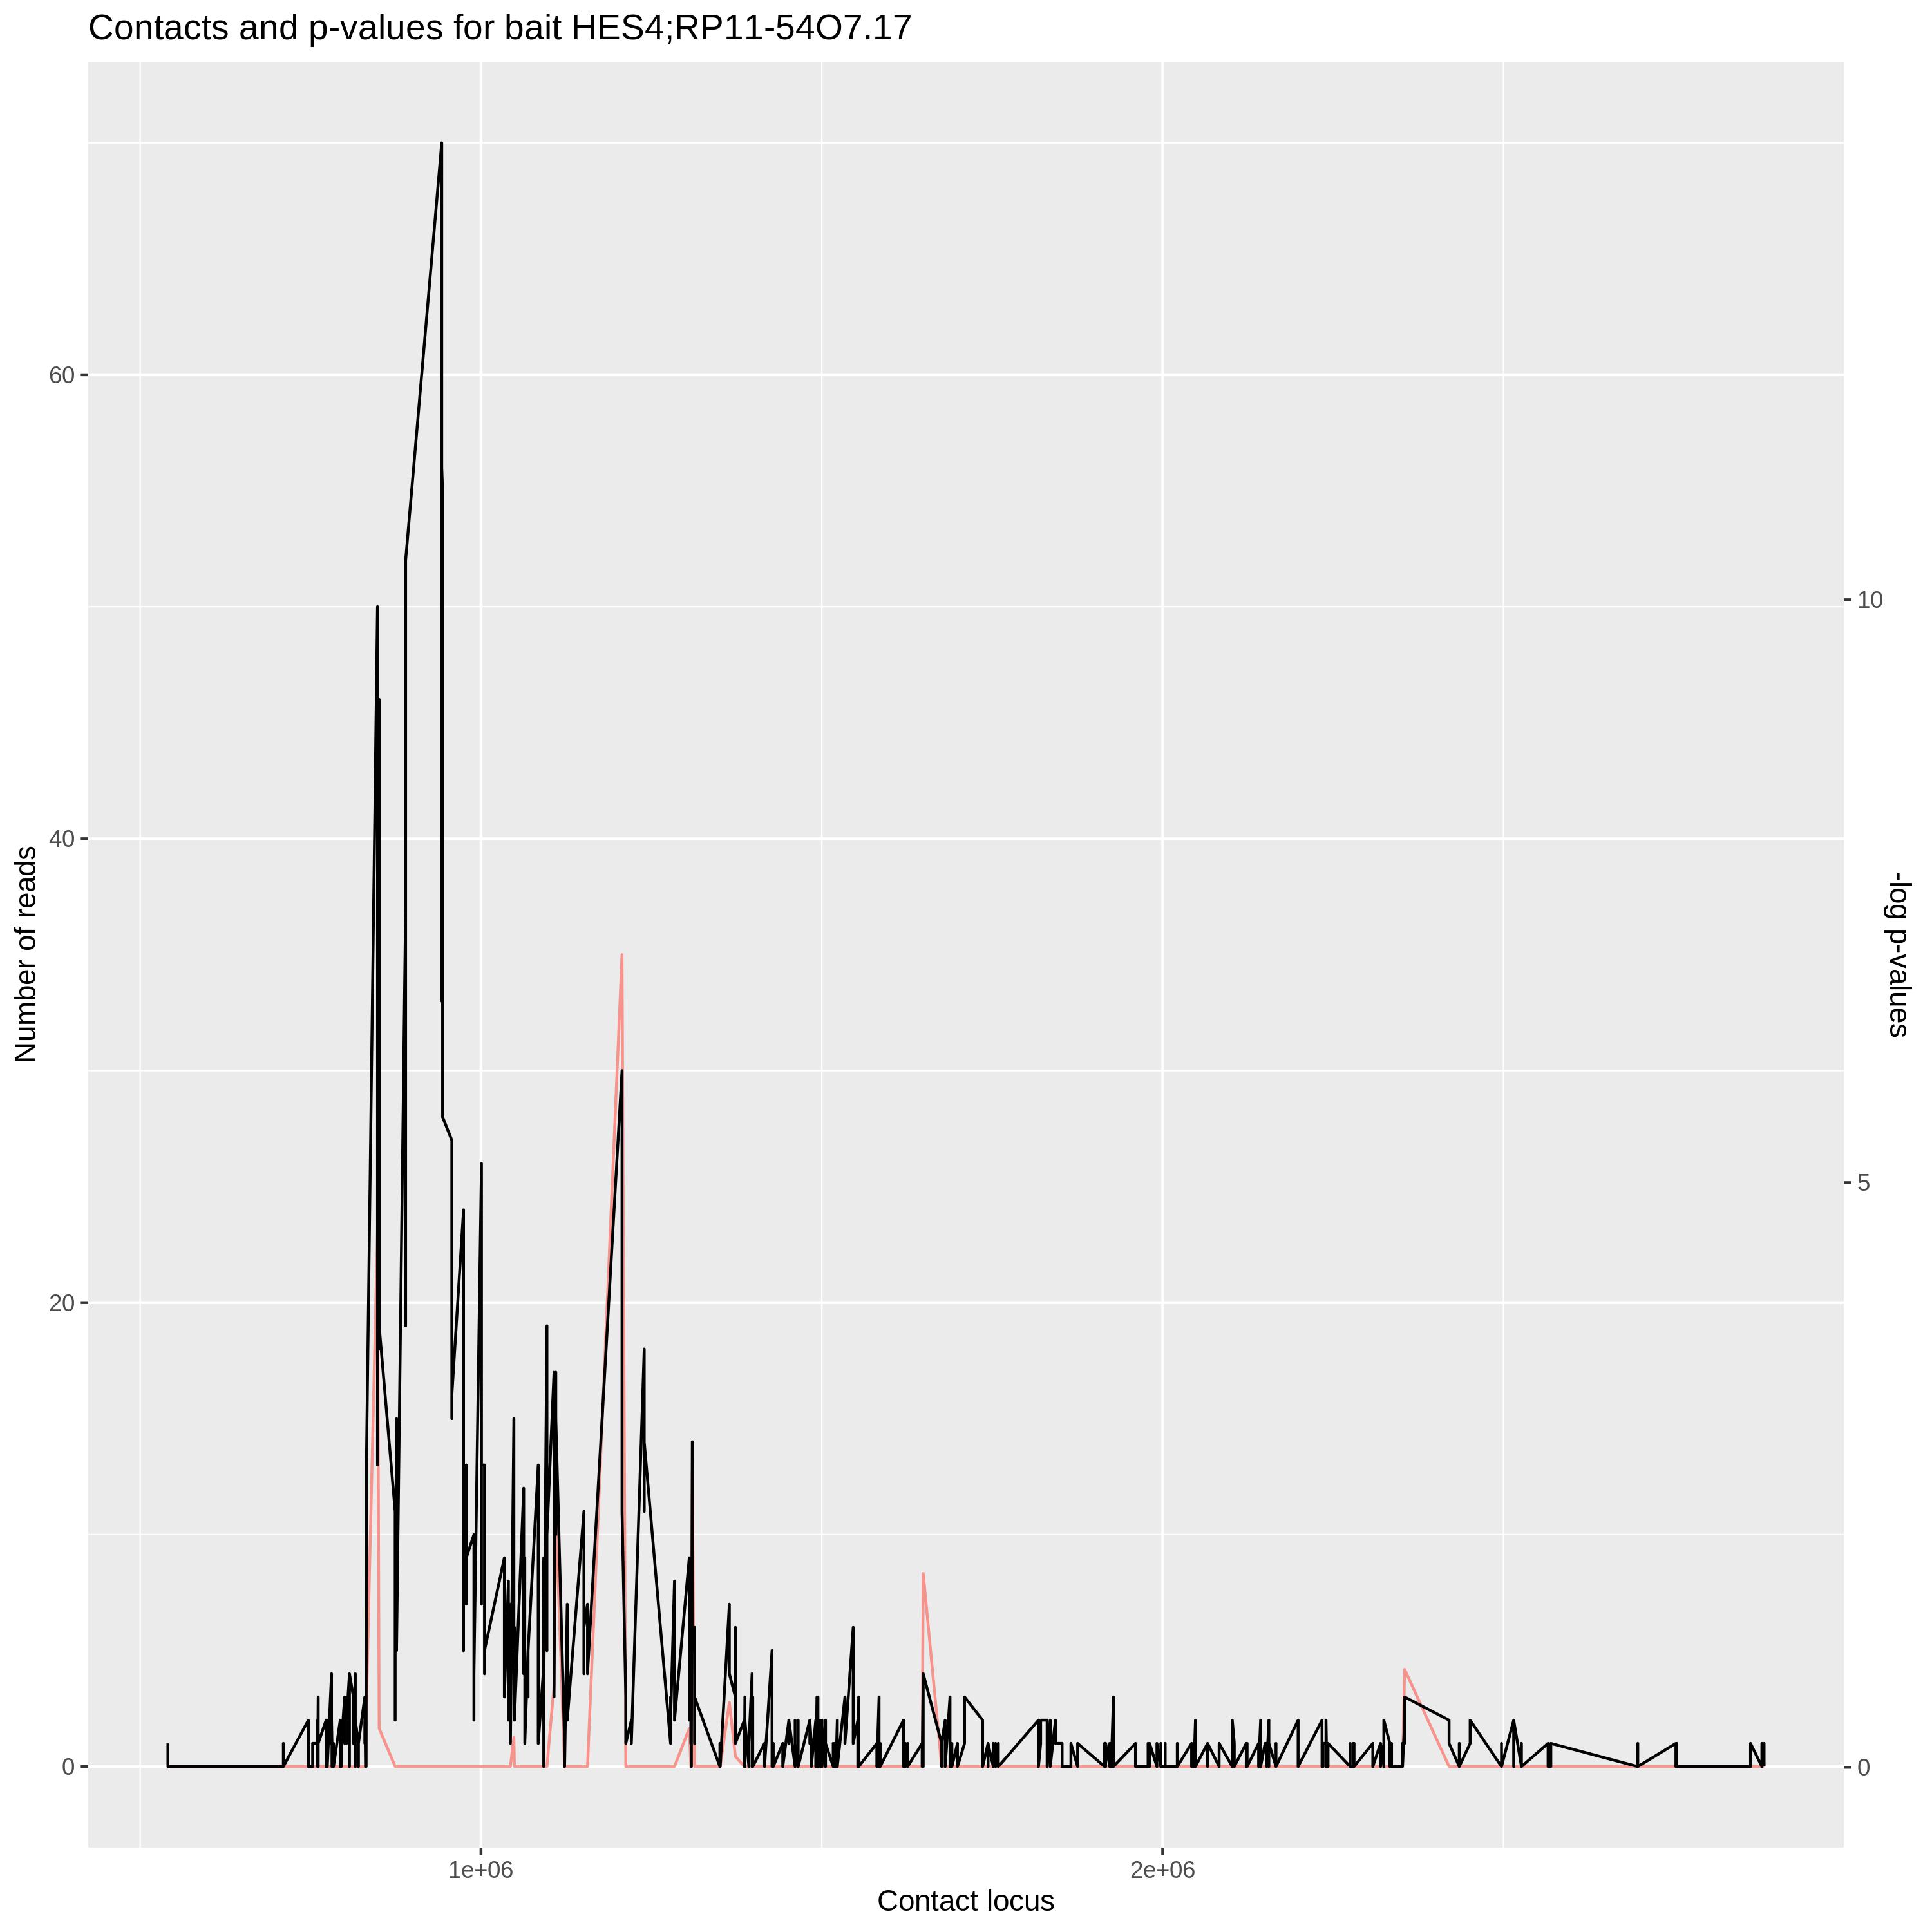 Contacts and p-values for bait HES4;RP11-54O7.17
60
40
20
0
Number of reads
10
5
0
-log p-values
1e+06
2e+06
Contact locus